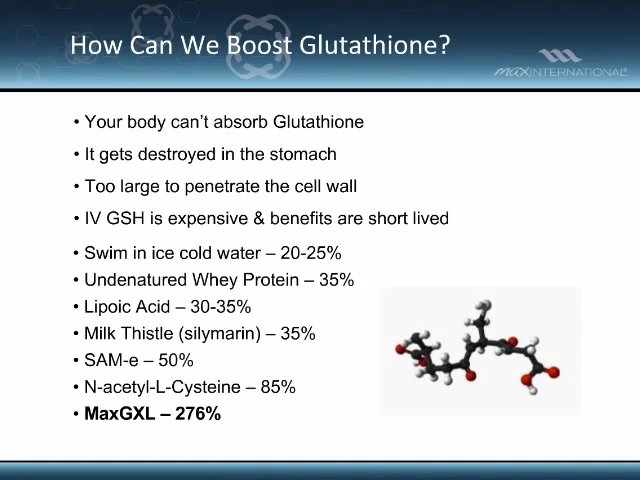 How Can We Boost Glutathione?
MAXINTERNATIONAL
• Your body can't absorb Glutathione
• It gets destroyed in the stomach
• Too large to penetrate the cell wall
• IV GSH is expensive & benefits are short lived
• Swim in ice cold water – 20-25%
• Undenatured Whey Protein – 35%
• Lipoic Acid – 30-35%
• Milk Thistle (silymarin) – 35%
• SAM-e – 50%
• N-acetyl-L-Cysteine – 85%
• MaxGXL – 276%